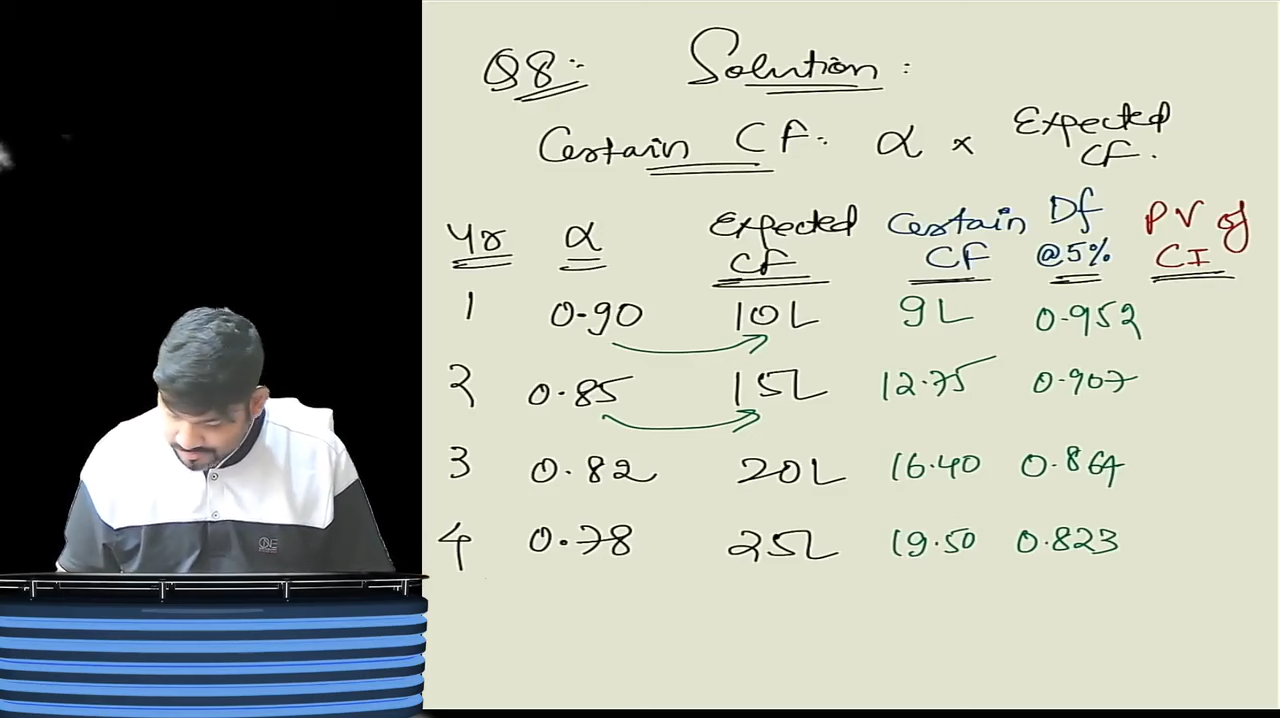 Q8:- Solution:
Certain CF: α × Expected CF.
Yr α Expected CF Certain CF Df @5% PV of CI
1 0.90 10L 9L 0.952
2 0.85 15L 12.75 0.907
3 0.82 20L 16.40 0.864
4 0.78 25L 19.50 0.823